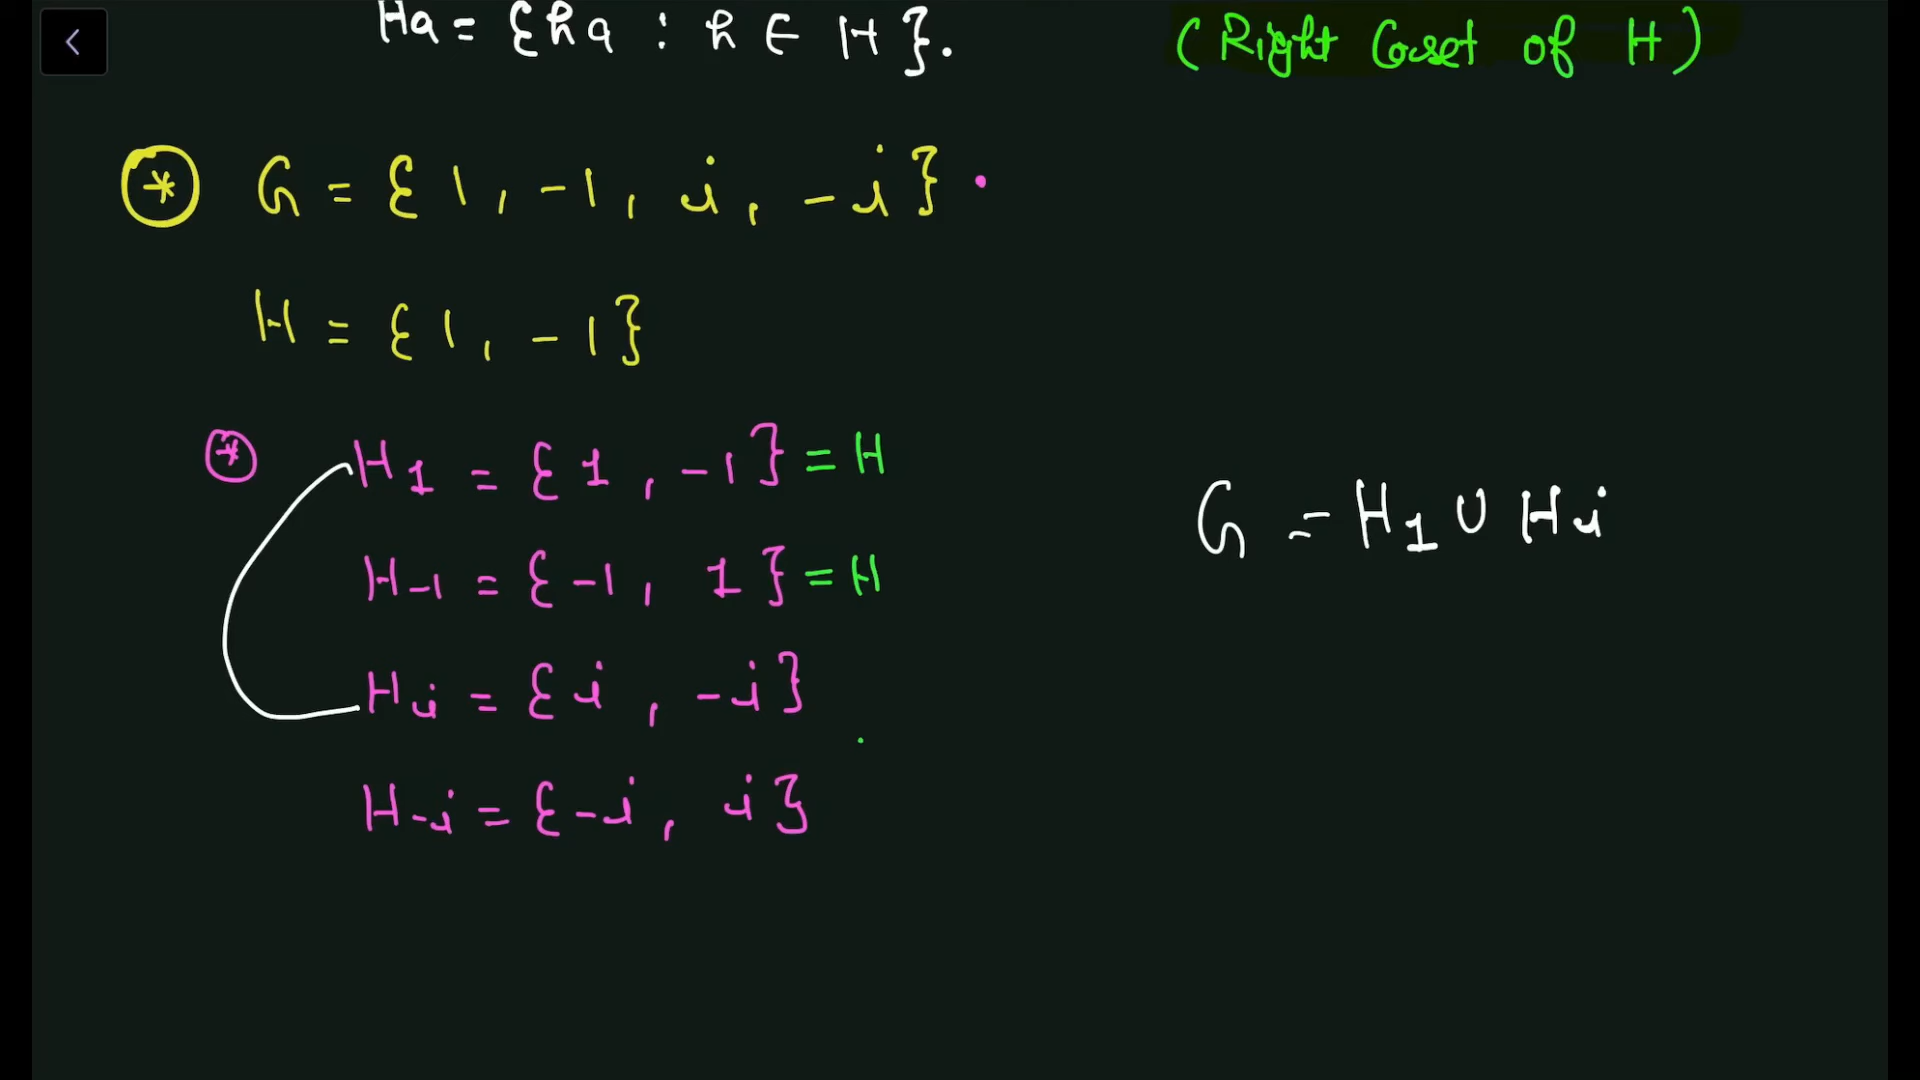 Ha = {ha : h ∈ H}. (Right Coset of H)
* G = {1, -1, i, -i}
H = {1, -1}
* H1 = {1, -1} = H
H-1 = {-1, 1} = H
G = H1 ∪ Hi
Hi = {i, -i}
H-i = {-i, i}